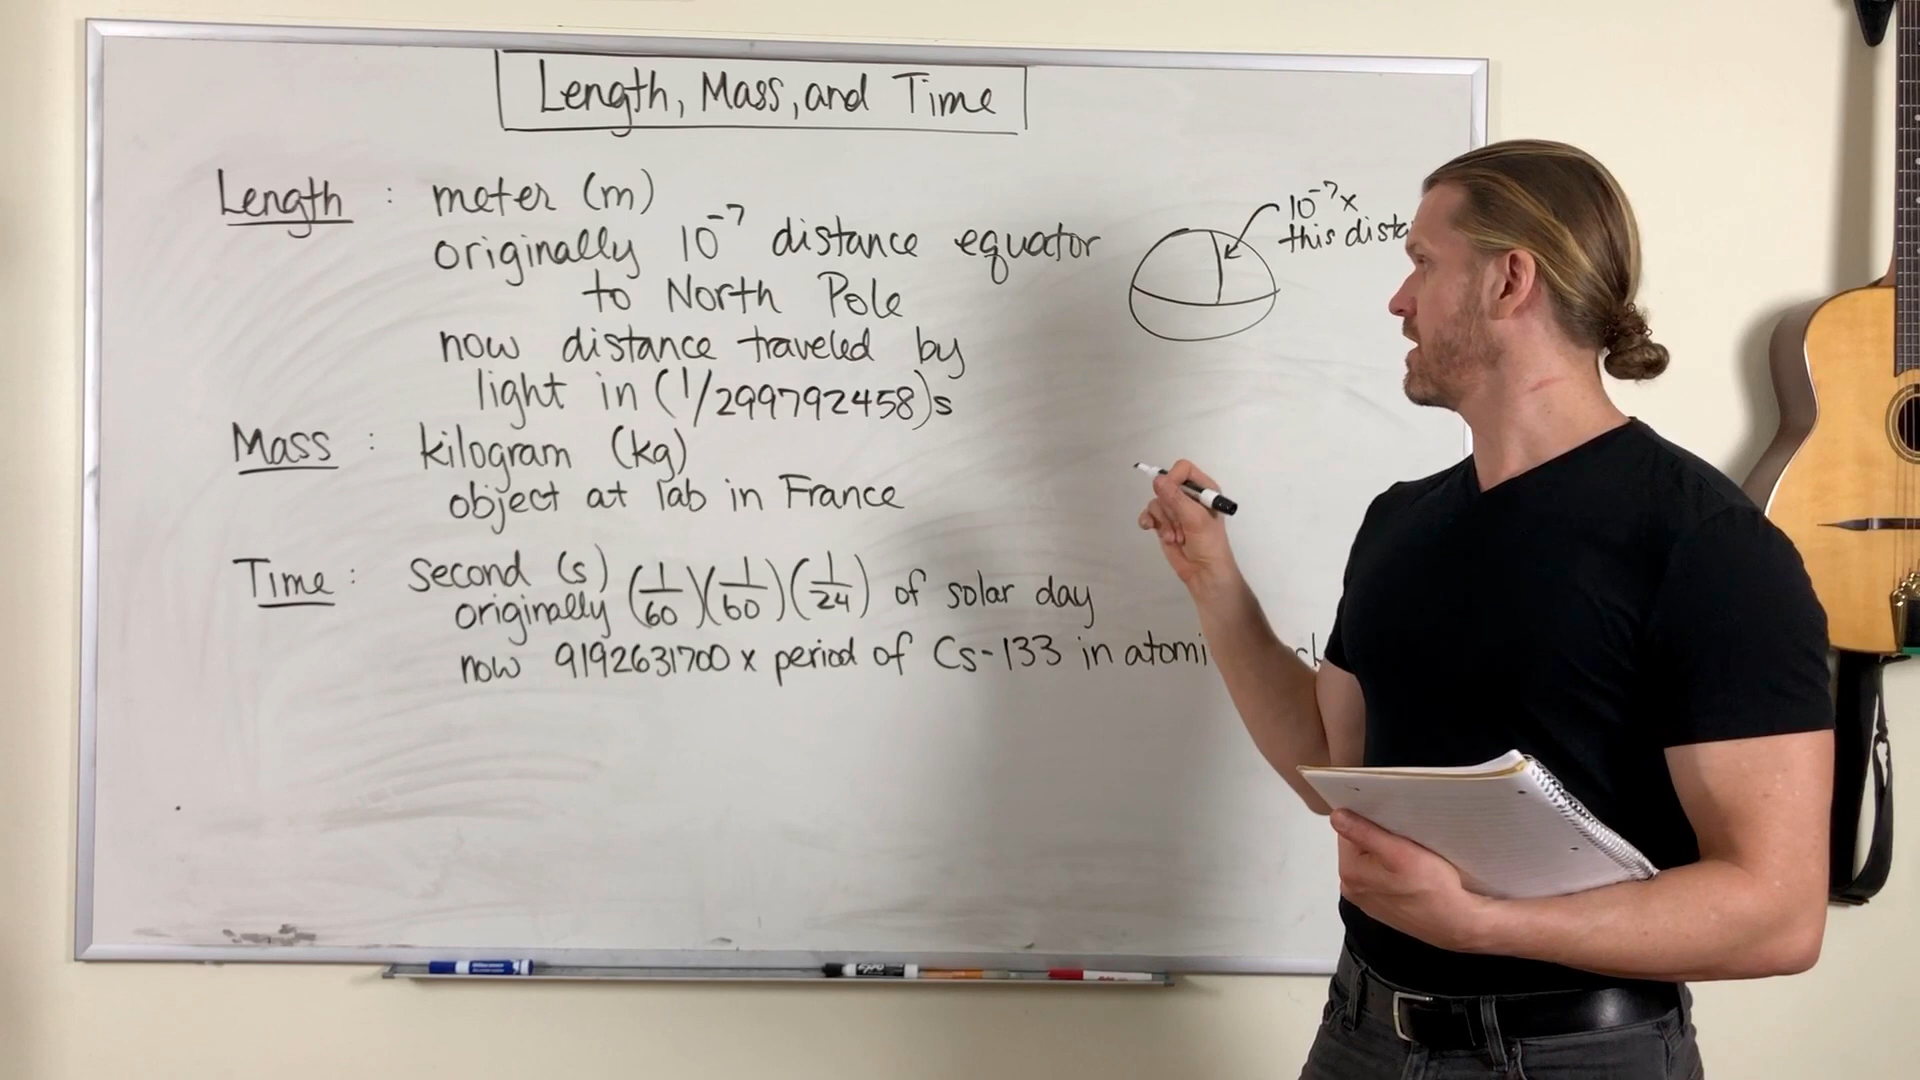 Length, Mass, and Time
Length : meter (m)
originally 10⁻⁷ distance equator
to North Pole
now distance traveled by
light in (1/299792458)s
10⁻⁷ x
this
Mass : kilogram (kg)
object at lab in France
Time : second (s)
originally (1/60)(1/60)(1/24) of solar day
now 9192631700 x period of Cs-133 in